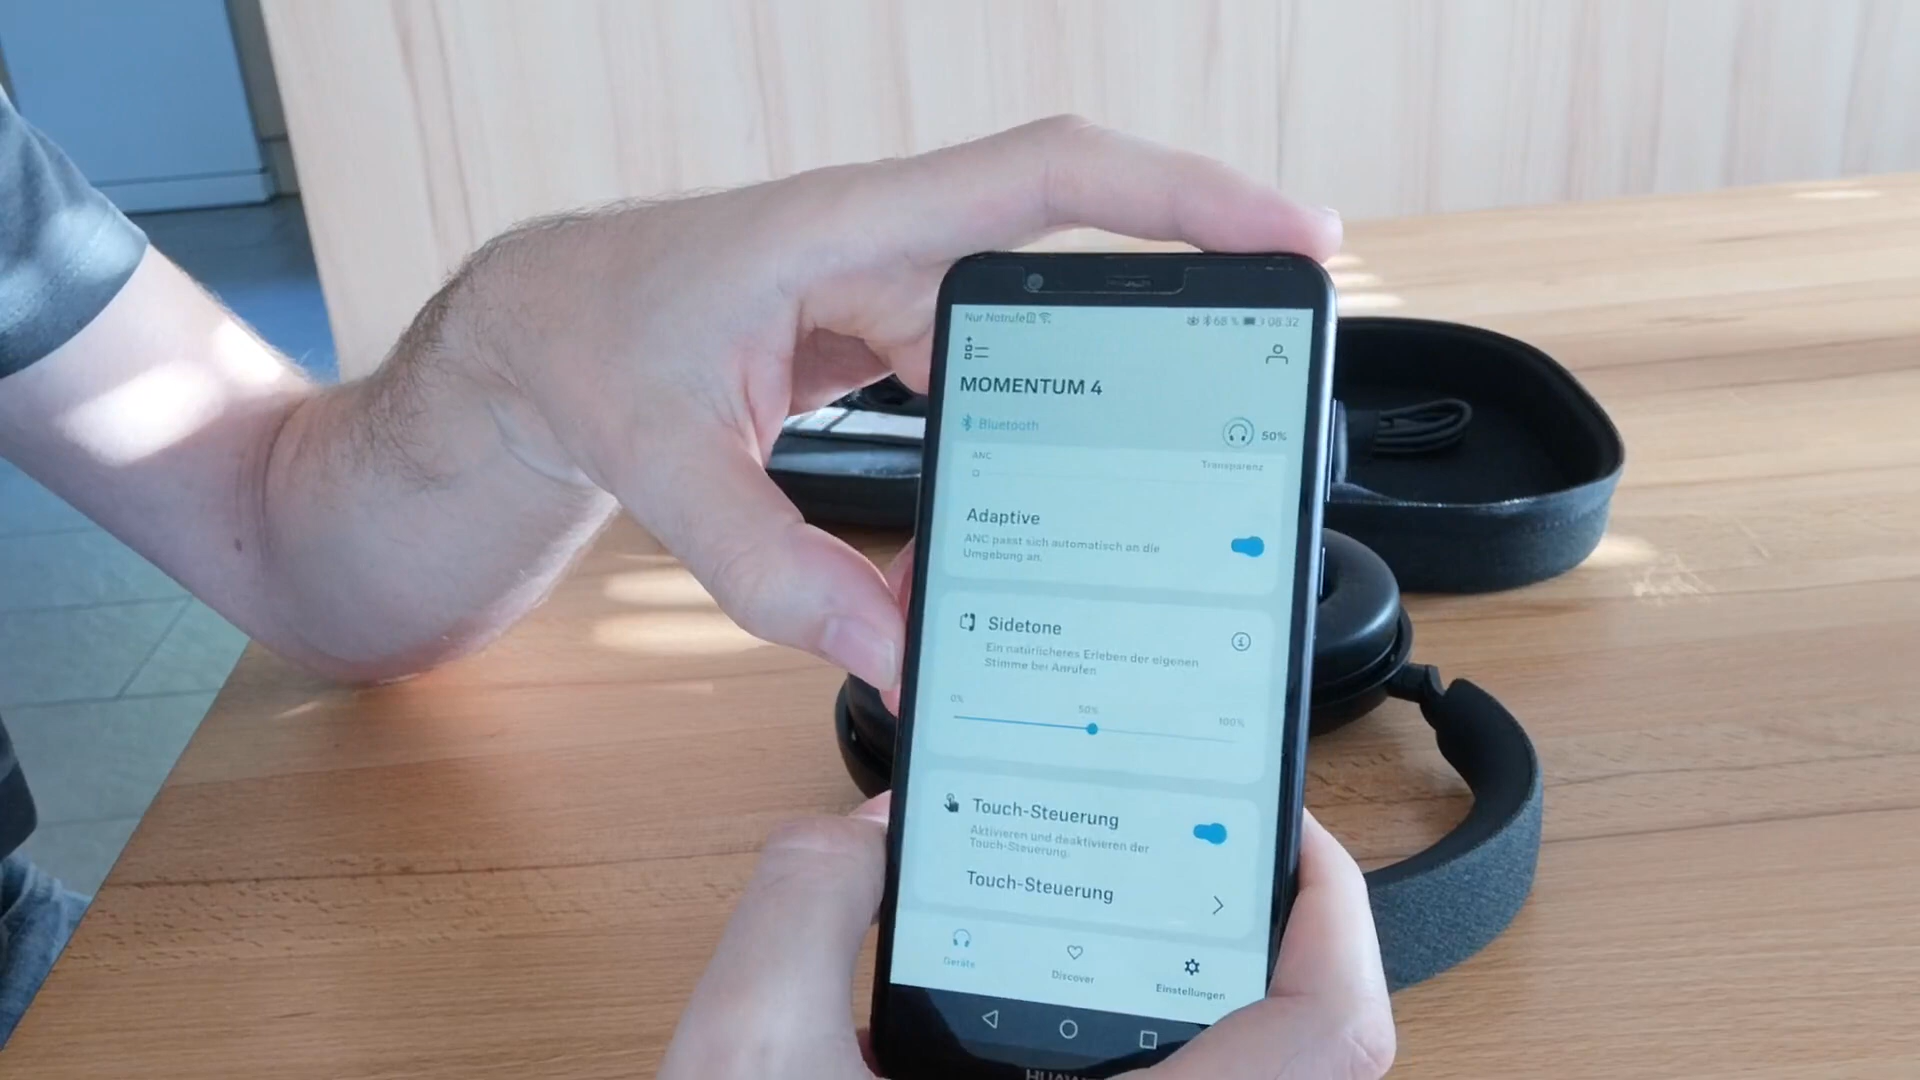 Nur Notrufe
68 % 08:32
MOMENTUM 4
Bluetooth
50%
ANC
Transparenz
Adaptive
ANC passt sich automatisch an die
Umgebung an.
Sidetone
Ein natürlicheres Erleben der eigenen
Stimme bei Anrufen
0%
50%
100%
Touch-Steuerung
Aktivieren und deaktivieren der
Touch-Steuerung.
Touch-Steuerung
Geräte
Discover
Einstellungen